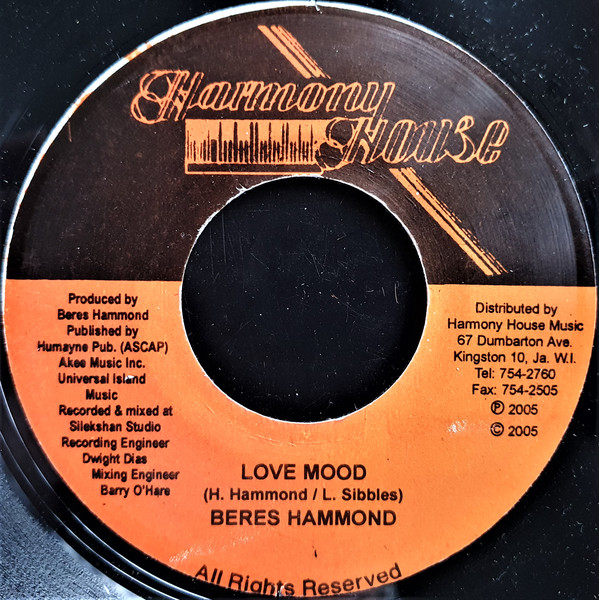 Harmony
House
Produced by
Beres Hammond
Published by
Humayne Pub. (ASCAP)
Akee Music Inc.
Universal Island
Music
Recorded & mixed at
Silekshan Studio
Recording Engineer
Dwight Dias
Mixing Engineer
Barry O'Hare
Distributed by
Harmony House Music
67 Dumbarton Ave.
Kingston 10, Ja. W.I.
Tel: 754-2760
Fax: 754-2505
℗ 2005
© 2005
LOVE MOOD
(H. Hammond / L. Sibbles)
BERES HAMMOND
All Rights Reserved